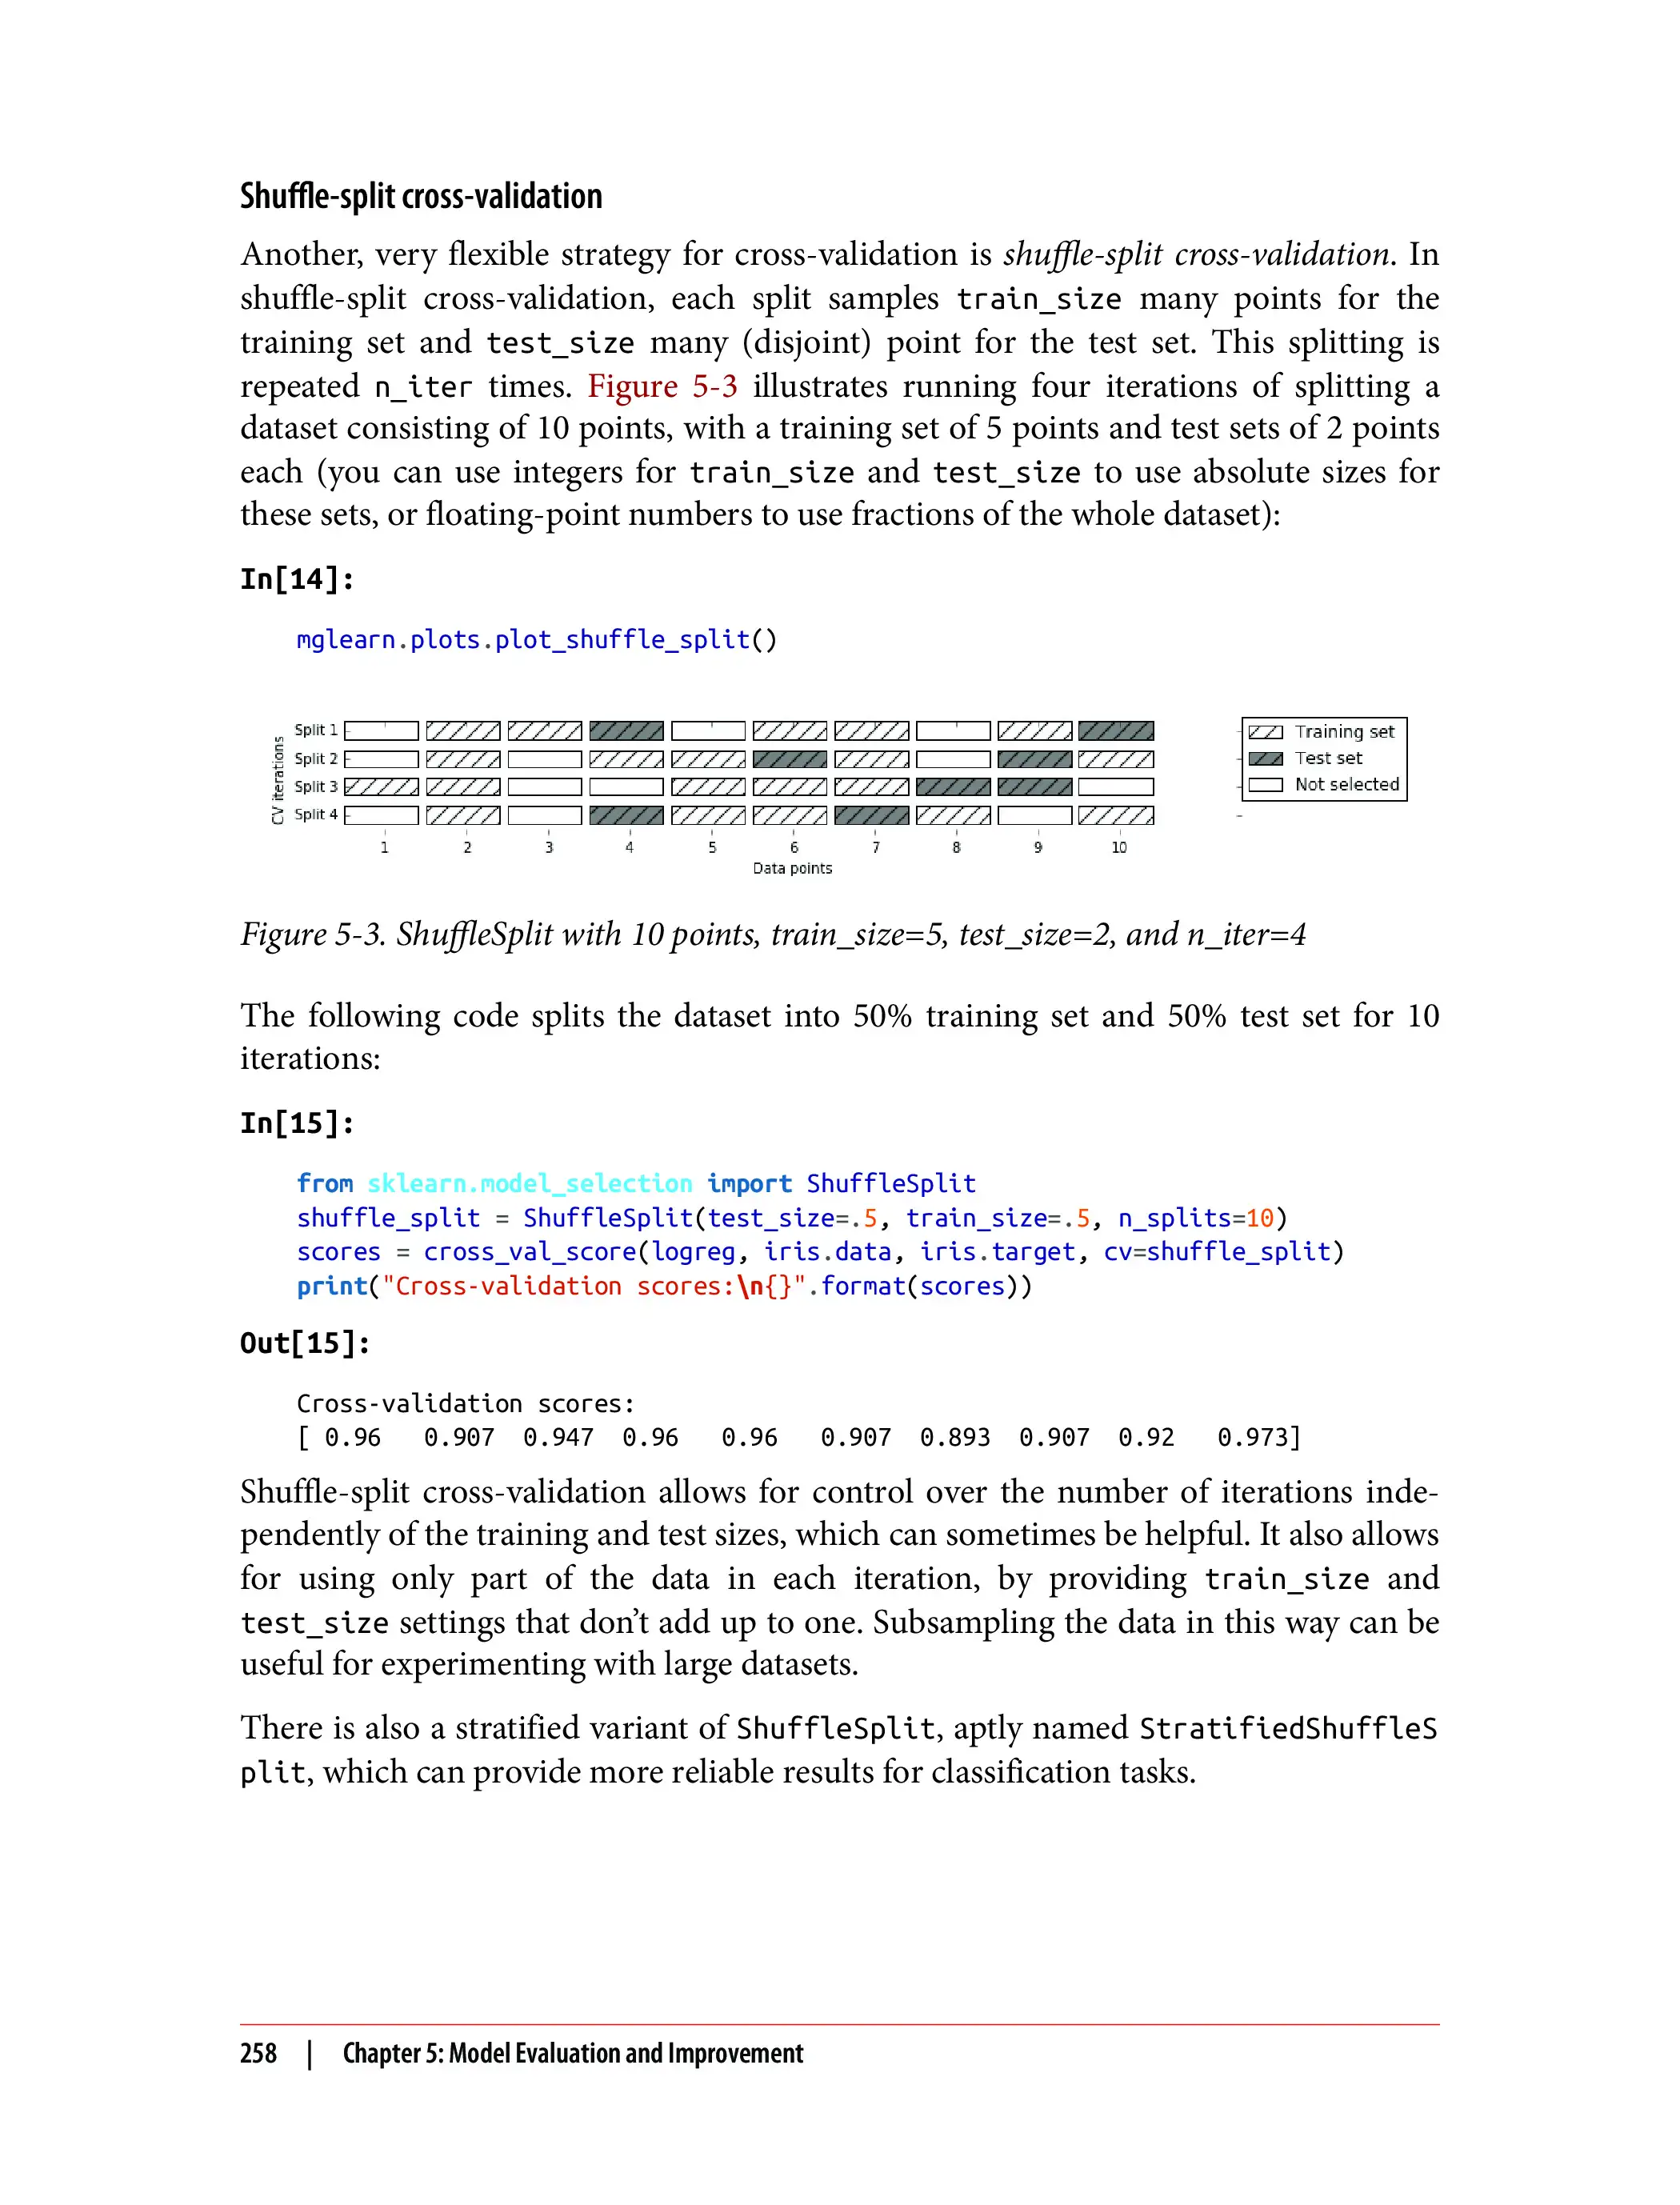 Shuffle-split cross-validation
Another, very flexible strategy for cross-validation is shuffle-split cross-validation. In
shuffle-split cross-validation, each split samples train_size many points for the
training set and test_size many (disjoint) point for the test set. This splitting is
repeated n_iter times. Figure 5-3 illustrates running four iterations of splitting a
dataset consisting of 10 points, with a training set of 5 points and test sets of 2 points
each (you can use integers for train_size and test_size to use absolute sizes for
these sets, or floating-point numbers to use fractions of the whole dataset):
In[14]:
mglearn.plots.plot_shuffle_split()
CV iterations
Split 1
Split 2
Split 3
Split 4
1 2 3 4 5 6 7 8 9 10
Data points
Training set
Test set
Not selected
Figure 5-3. ShuffleSplit with 10 points, train_size=5, test_size=2, and n_iter=4
The following code splits the dataset into 50% training set and 50% test set for 10
iterations:
In[15]:
from sklearn.model_selection import ShuffleSplit
shuffle_split = ShuffleSplit(test_size=.5, train_size=.5, n_splits=10)
scores = cross_val_score(logreg, iris.data, iris.target, cv=shuffle_split)
print("Cross-validation scores:\n{}".format(scores))
Out[15]:
Cross-validation scores:
[ 0.96   0.907  0.947  0.96   0.96   0.907  0.893  0.907  0.92   0.973]
Shuffle-split cross-validation allows for control over the number of iterations inde-
pendently of the training and test sizes, which can sometimes be helpful. It also allows
for using only part of the data in each iteration, by providing train_size and
test_size settings that don’t add up to one. Subsampling the data in this way can be
useful for experimenting with large datasets.
There is also a stratified variant of ShuffleSplit, aptly named StratifiedShuffleS
plit, which can provide more reliable results for classification tasks.
258 | Chapter 5: Model Evaluation and Improvement